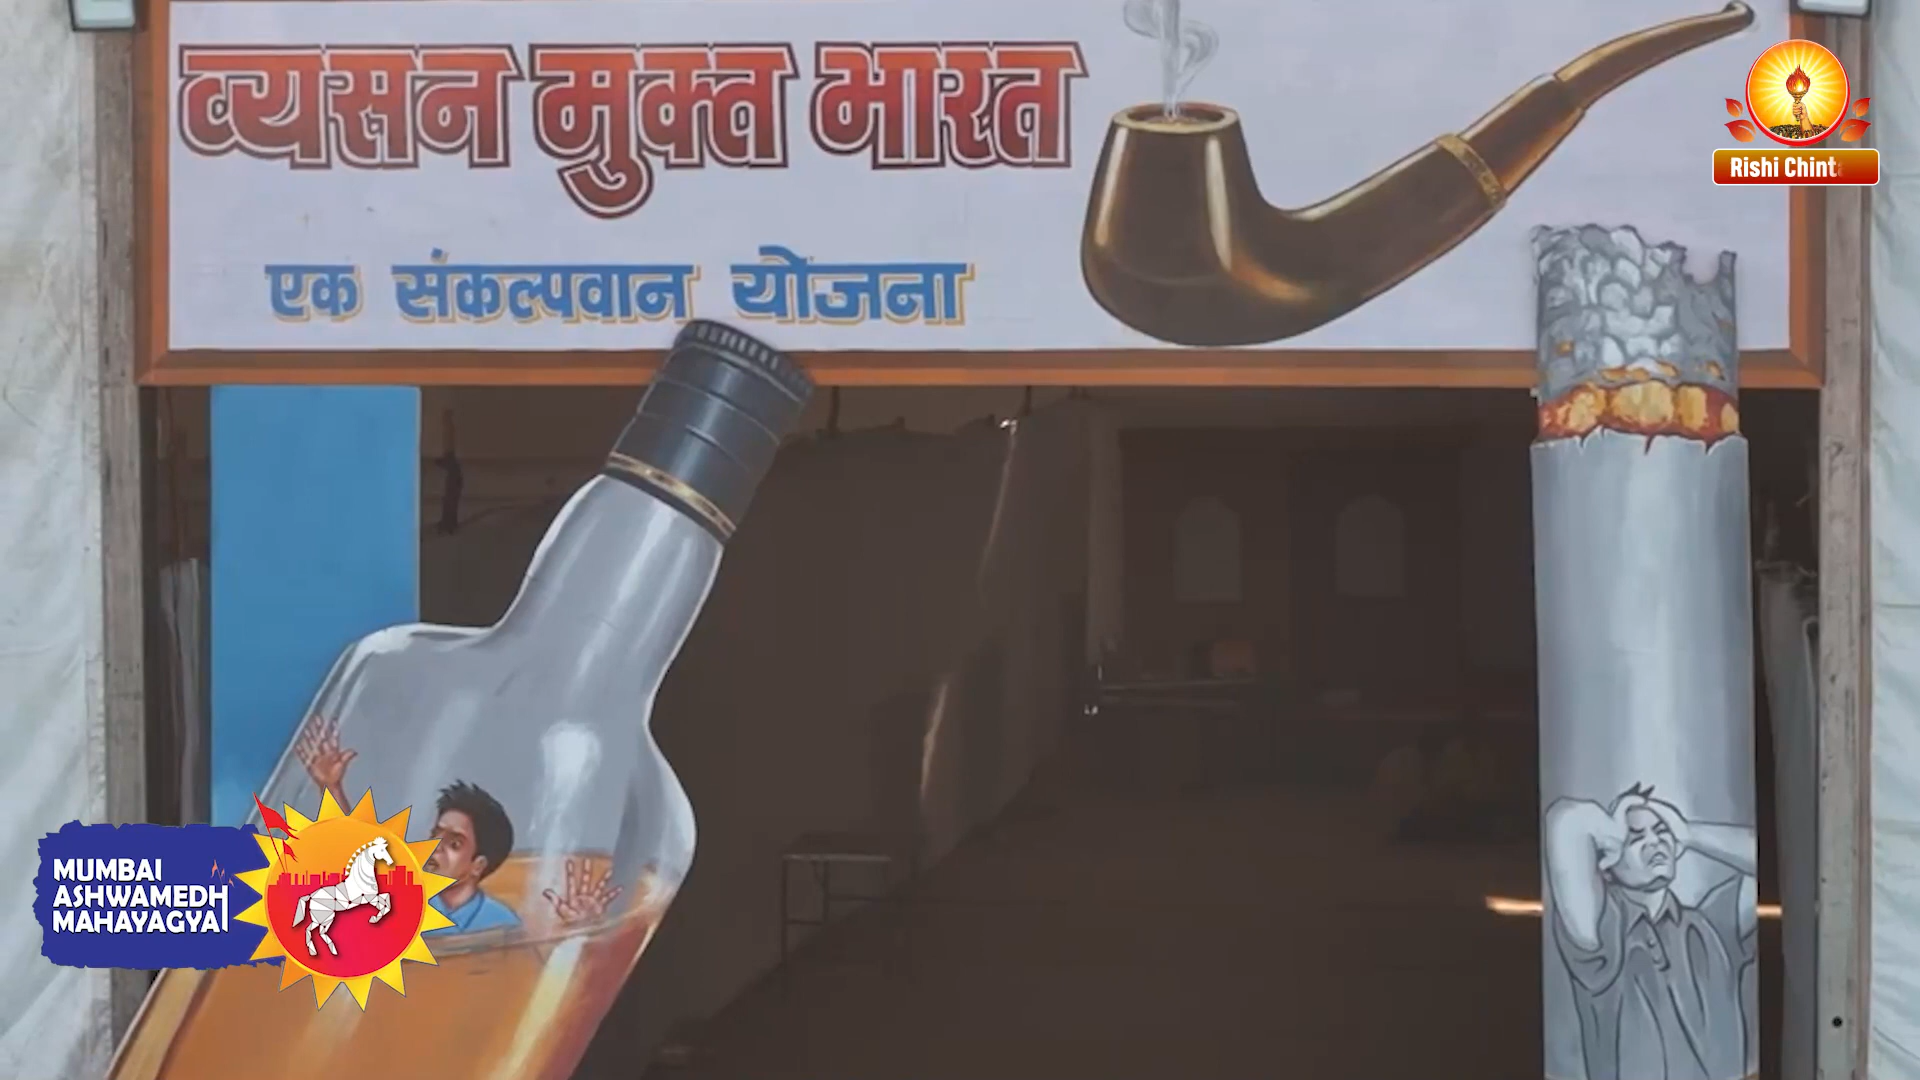 व्यसन मुक्त भारत
एक संकल्पवान योजना
Rishi Chint
MUMBAI
ASHWAMEDH
MAHAYAGYA